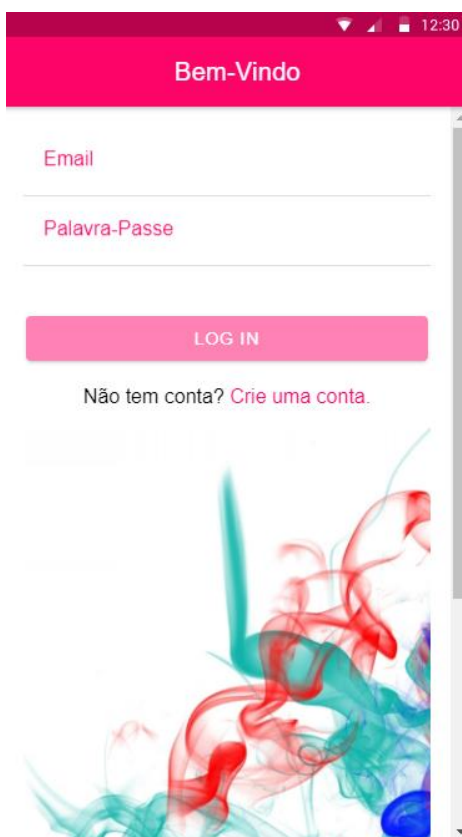 12:30
Bem-Vindo
Email
Palavra-Passe
LOG IN
Não tem conta? Crie uma conta.